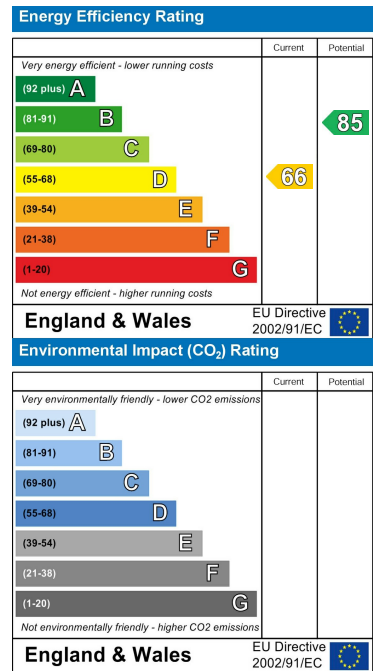 Energy Efficiency Rating
Current Potential
Very energy efficient - lower running costs
(92 plus) A
(81-91) B
(69-80) C
(55-68) D
(39-54) E
(21-38) F
(1-20) G
85
66
Not energy efficient - higher running costs
England & Wales
EU Directive
2002/91/EC
Environmental Impact (CO₂) Rating
Current Potential
Very environmentally friendly - lower CO2 emissions
(92 plus) A
(81-91) B
(69-80) C
(55-68) D
(39-54) E
(21-38) F
(1-20) G
Not environmentally friendly - higher CO2 emissions
England & Wales
EU Directive
2002/91/EC